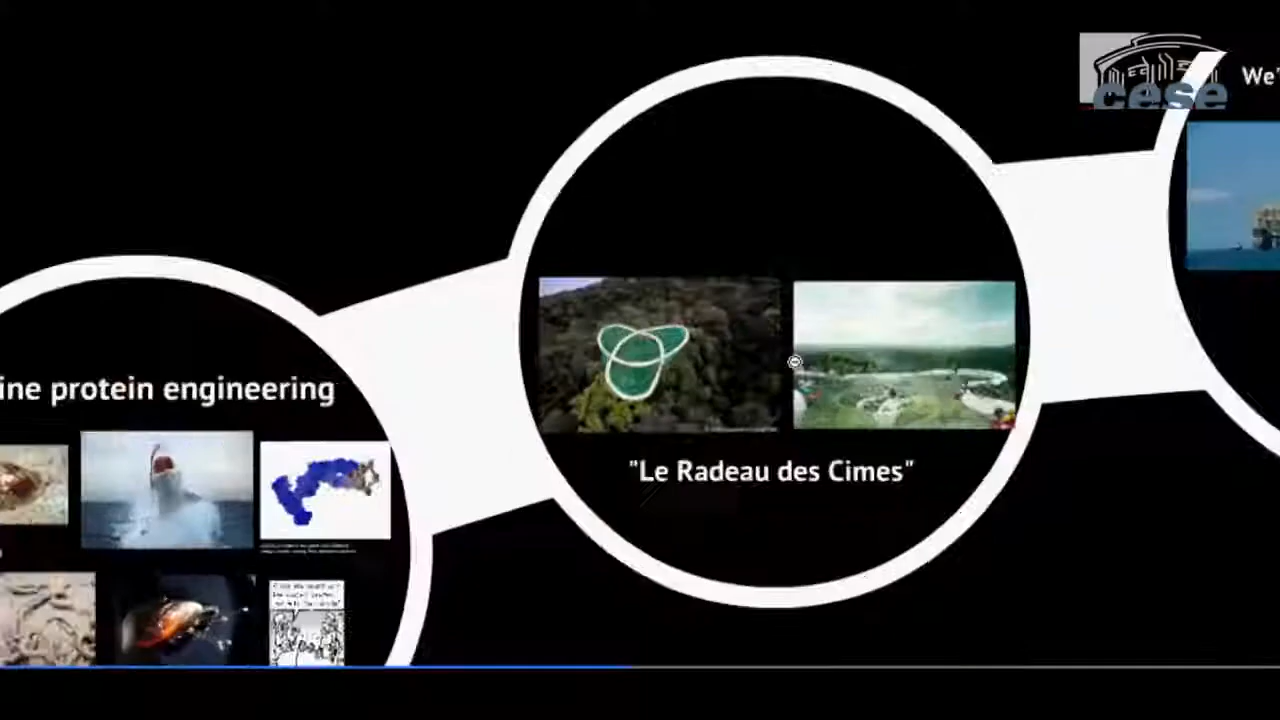 cese
We'
ine protein engineering
"Le Radeau des Cimes"